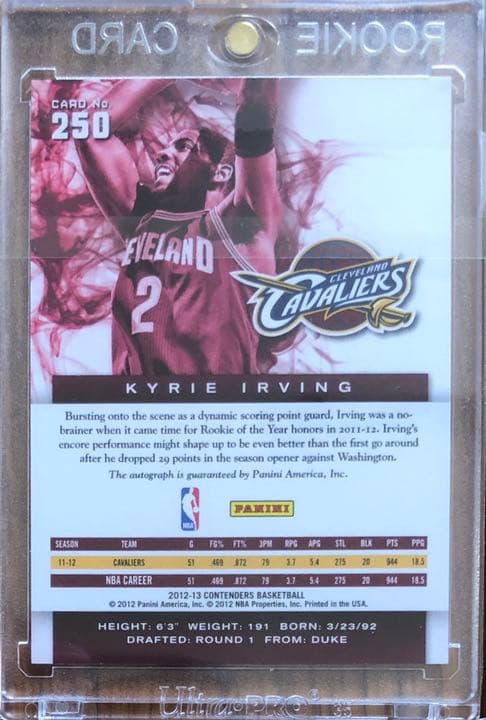 ROOKIE CARD
CARD No
250
CLEVELAND
2
CLEVELAND
CAVALIERS
KYRIE IRVING
Bursting onto the scene as a dynamic scoring point guard, Irving was a no-
brainer when it came time for Rookie of the Year honors in 2011-12. Irving's
encore performance might shape up to be even better than the first go around
after he dropped 29 points in the season opener against Washington.
The autograph is guaranteed by Panini America, Inc.
NBA
PANINI
SEASON TEAM G FG% FT% 3PM RPG APG STL BLK PTS PPG
11-12 CAVALIERS 51 .469 .872 79 3.7 5.4 275 20 944 18.5
NBA CAREER 51 .469 .872 79 3.7 5.4 275 20 944 18.5
2012-13 CONTENDERS BASKETBALL
© 2012 Panini America, Inc. © 2012 NBA Properties, Inc. Printed in the USA.
HEIGHT: 6'3" WEIGHT: 191 BORN: 3/23/92
DRAFTED: ROUND 1 FROM: DUKE
Ultra·PRO®